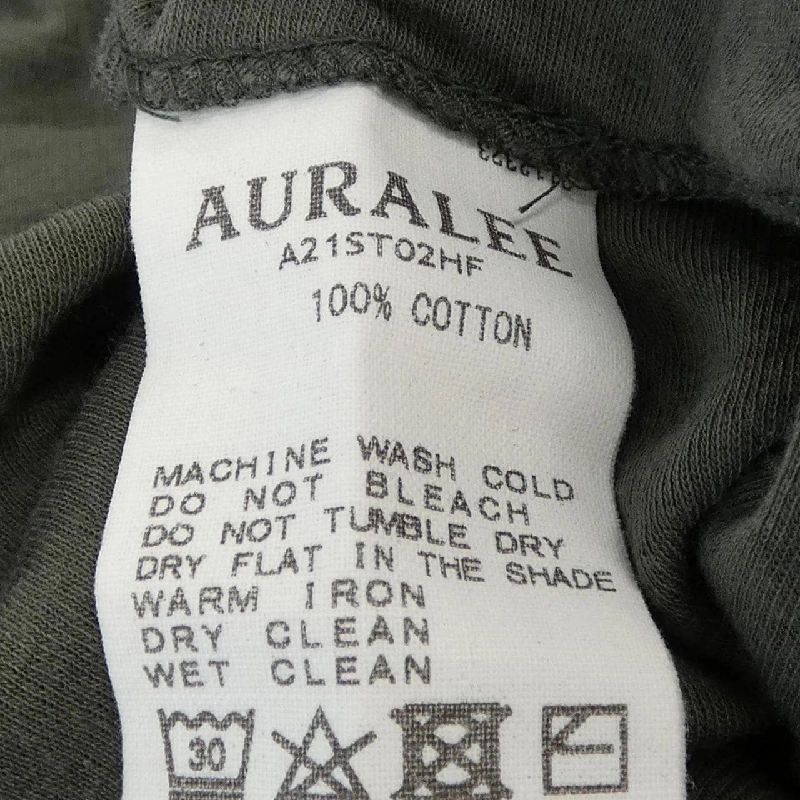 AURALEE
A21ST02HF
100% COTTON
MACHINE WASH COLD
DO NOT BLEACH
DO NOT TUMBLE DRY
DRY FLAT IN THE SHADE
WARM IRON
DRY CLEAN
WET CLEAN
30